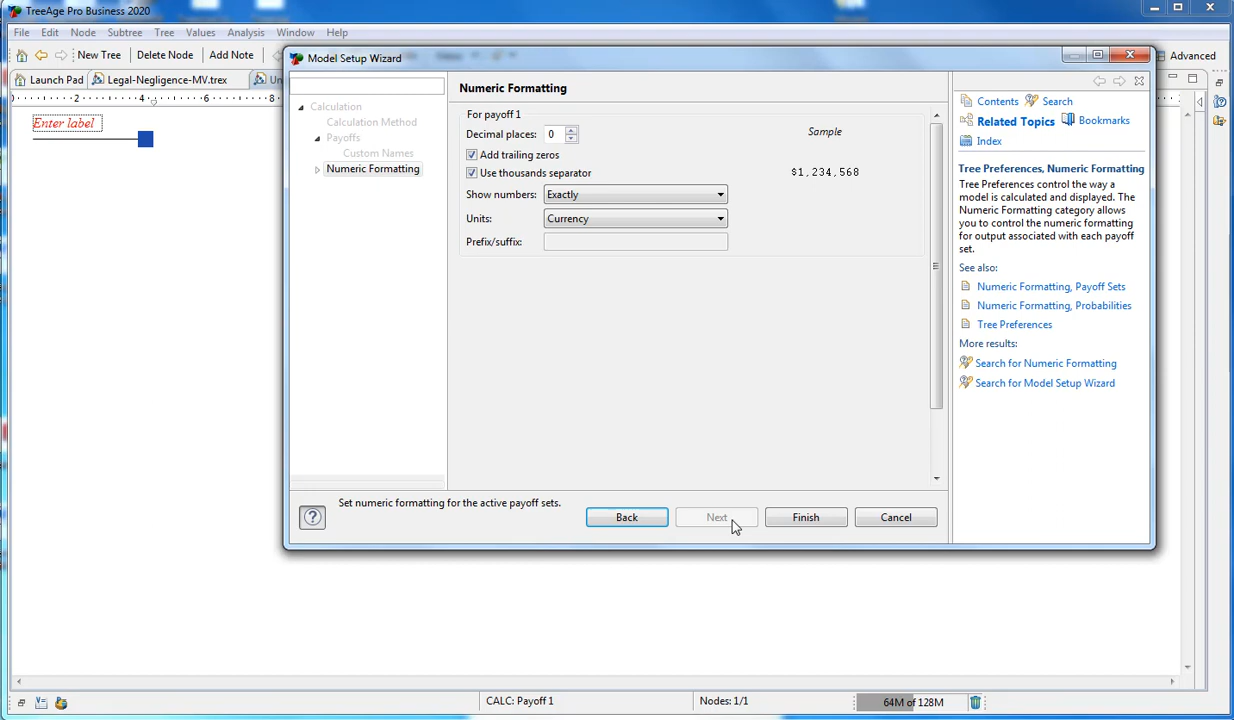 TreeAge Pro Business 2020
File Edit Node Subtree Tree Values Analysis Window Help
New Tree Delete Node Add Note
Advanced
Launch Pad Legal-Negligence-MV.trex
2 4 6 8
Enter label
Model Setup Wizard
Calculation
Calculation Method
Payoffs
Custom Names
Numeric Formatting
Numeric Formatting
For payoff 1
Decimal places: 0
Sample
Add trailing zeros
Use thousands separator
$1,234,568
Show numbers: Exactly
Units: Currency
Prefix/suffix:
Set numeric formatting for the active payoff sets.
Back Next Finish Cancel
Contents Search
Related Topics Bookmarks
Index
Tree Preferences, Numeric Formatting
Tree Preferences control the way a
model is calculated and displayed. The
Numeric Formatting category allows
you to control the numeric formatting
for output associated with each payoff
set.
See also:
Numeric Formatting, Payoff Sets
Numeric Formatting, Probabilities
Tree Preferences
More results:
Search for Numeric Formatting
Search for Model Setup Wizard
CALC: Payoff 1
Nodes: 1/1
64M of 128M